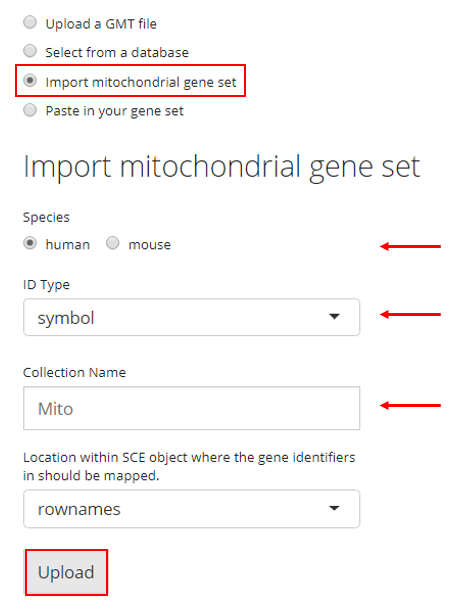 Upload a GMT file
Select from a database
Import mitochondrial gene set
Paste in your gene set
Import mitochondrial gene set
Species
human mouse
ID Type
symbol
Collection Name
Mito
Location within SCE object where the gene identifiers
in should be mapped.
rownames
Upload